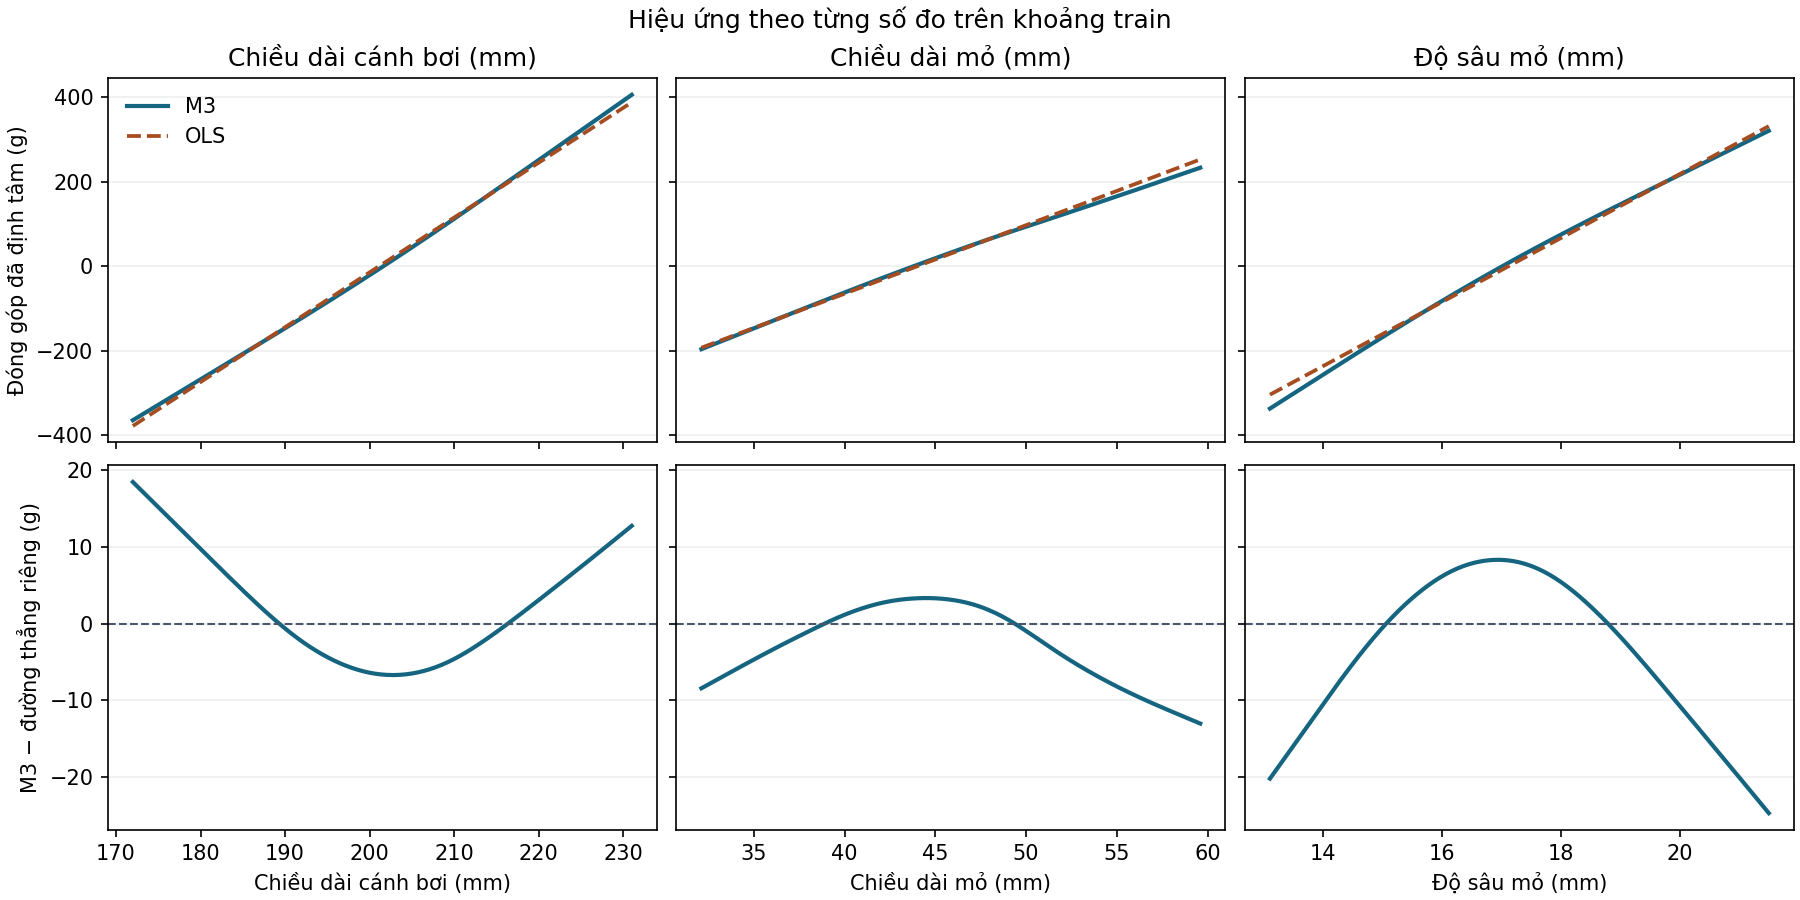 Hiệu ứng theo từng số đo trên khoảng train
Chiều dài cánh bơi (mm)
Chiều dài mỏ (mm)
Độ sâu mỏ (mm)
Đóng góp đã định tâm (g)
400
200
0
−200
−400
M3
OLS
M3 − đường thẳng riêng (g)
20
10
0
−10
−20
170 180 190 200 210 220 230
35 40 45 50 55 60
14 16 18 20
Chiều dài cánh bơi (mm)
Chiều dài mỏ (mm)
Độ sâu mỏ (mm)